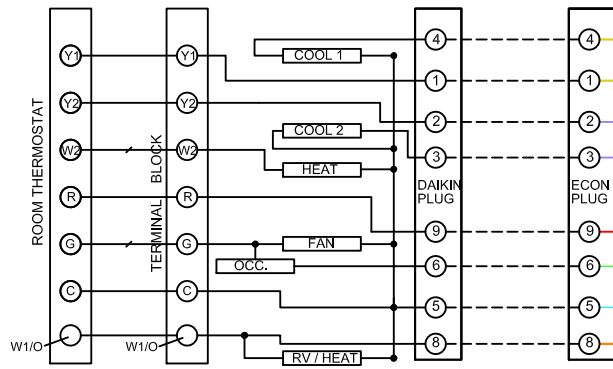 ROOM THERMOSTAT
Y1
Y2
W2
R
G
C
W1/O
TERMINAL BLOCK
Y1
Y2
W2
R
G
C
W1/O
COOL 1
COOL 2
HEAT
FAN
OCC.
RV / HEAT
4
1
2
3
DAIKIN
PLUG
9
6
5
8
4
1
2
3
ECON
PLUG
9
6
5
8